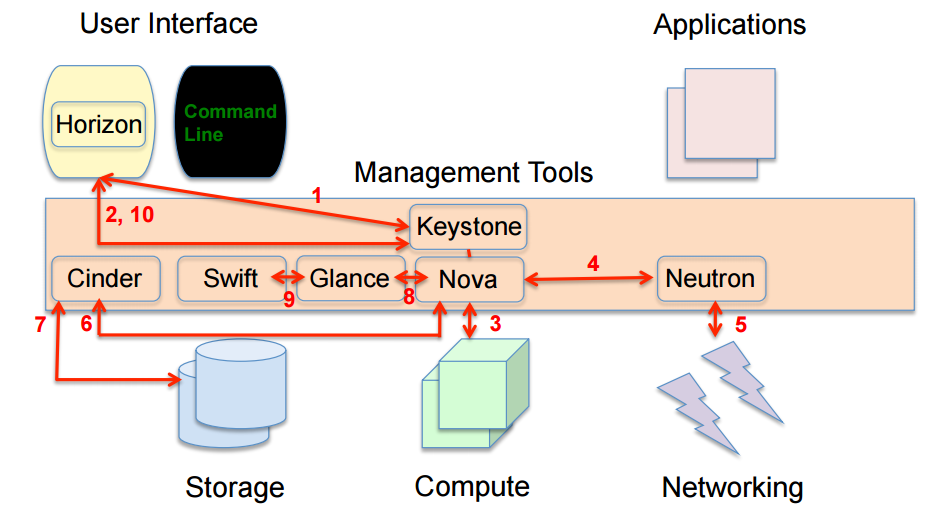 User Interface
Applications
Horizon
Command
Line
Management Tools
1
2, 10
Keystone
Cinder
Swift
Glance
Nova
4
Neutron
9
8
7
6
3
5
Storage
Compute
Networking